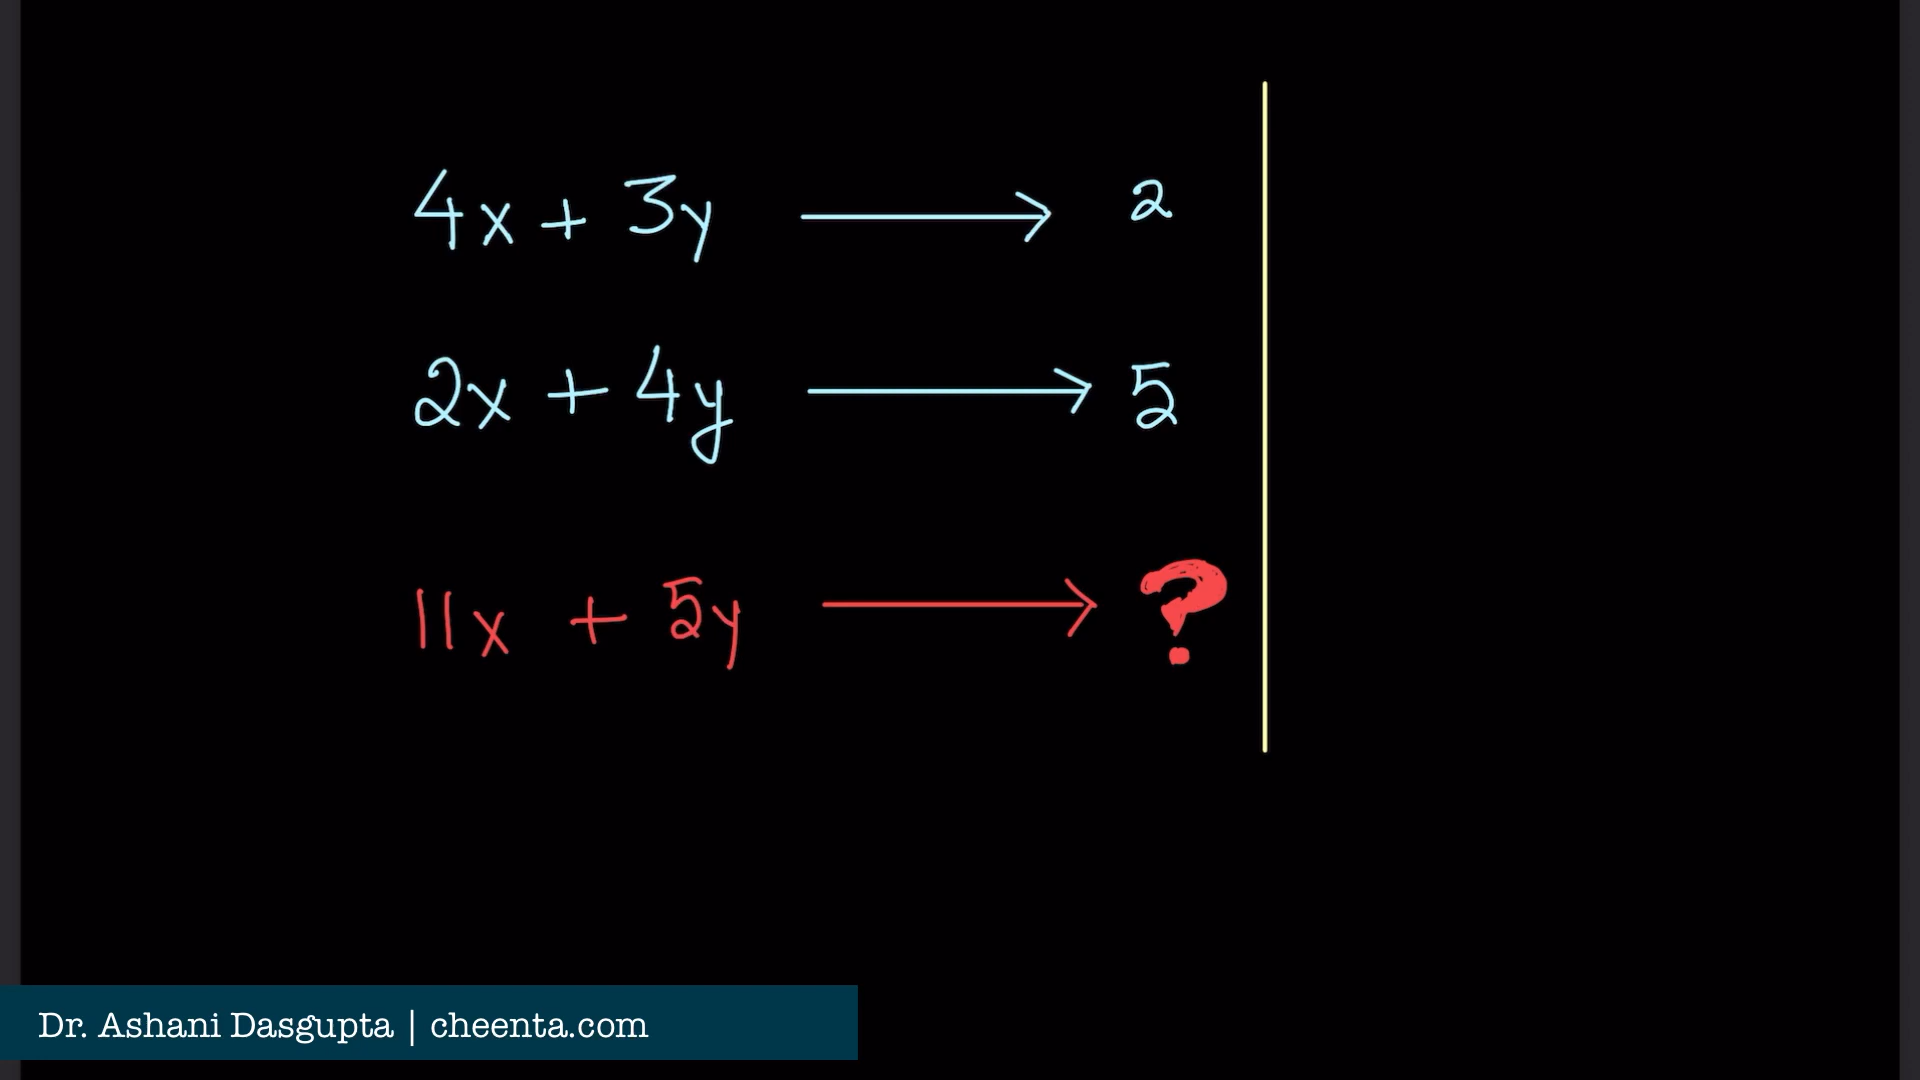 4x + 3y → 2
2x + 4y → 5
11x + 5y → ?
Dr. Ashani Dasgupta | cheenta.com